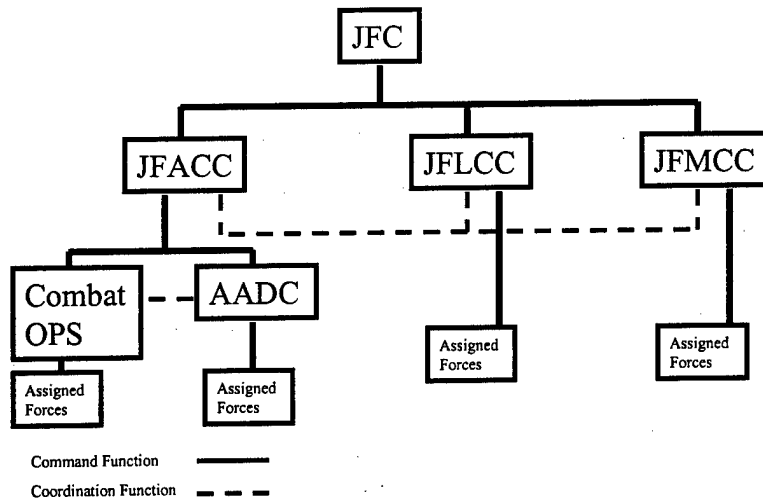 JFC
JFACC
JFLCC
JFMCC
Combat
OPS
AADC
Assigned
Forces
Assigned
Forces
Assigned
Forces
Assigned
Forces
Command Function
Coordination Function